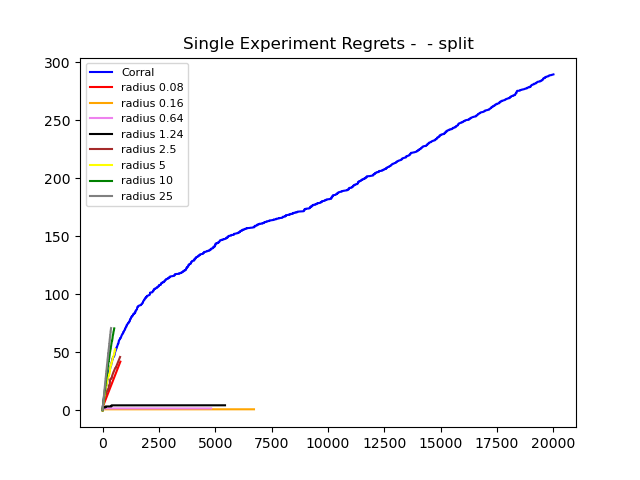 Single Experiment Regrets -  - split
300
250
200
150
100
50
0
Corral
radius 0.08
radius 0.16
radius 0.64
radius 1.24
radius 2.5
radius 5
radius 10
radius 25
0 2500 5000 7500 10000 12500 15000 17500 20000